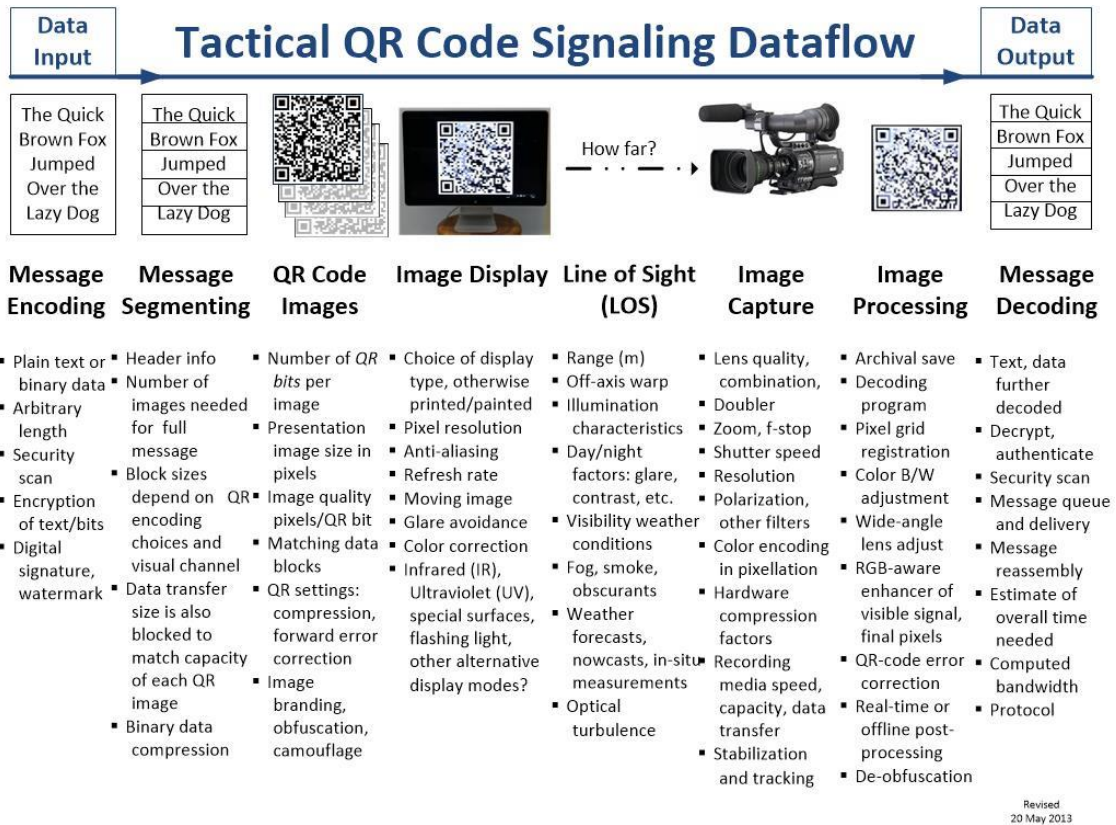 Data
Input
Tactical QR Code Signaling Dataflow
Data
Output
The Quick
Brown Fox
Jumped
Over the
Lazy Dog
The Quick
Brown Fox
Jumped
Over the
Lazy Dog
How far?
The Quick
Brown Fox
Jumped
Over the
Lazy Dog
Message
Encoding
▪ Plain text or
binary data
▪ Arbitrary
length
▪ Security
scan
▪ Encryption
of text/bits
▪ Digital
signature,
watermark
Message
Segmenting
▪ Header info
▪ Number of
images needed
for full
message
▪ Block sizes
depend on QR
encoding
choices and
visual channel
▪ Data transfer
size is also
blocked to
match capacity
of each QR
image
▪ Binary data
compression
QR Code
Images
▪ Number of QR
bits per
image
▪ Presentation
image size in
pixels
▪ Image quality
pixels/QR bit
▪ Matching data
blocks
▪ QR settings:
compression,
forward error
correction
▪ Image
branding,
obfuscation,
camouflage
Image Display
▪ Choice of display
type, otherwise
printed/painted
▪ Pixel resolution
▪ Anti-aliasing
▪ Refresh rate
▪ Moving image
▪ Glare avoidance
▪ Color correction
▪ Infrared (IR),
Ultraviolet (UV),
special surfaces,
flashing light,
other alternative
display modes?
Line of Sight
(LOS)
▪ Range (m)
▪ Off-axis warp
▪ Illumination
characteristics
▪ Day/night
factors: glare,
contrast, etc.
▪ Visibility weather
conditions
▪ Fog, smoke,
obscurants
▪ Weather
forecasts,
nowcasts, in-situ
measurements
▪ Optical
turbulence
Image
Capture
▪ Lens quality,
combination,
▪ Doubler
▪ Zoom, f-stop
▪ Shutter speed
▪ Resolution
▪ Polarization,
other filters
▪ Color encoding
in pixellation
▪ Hardware
compression
factors
▪ Recording
media speed,
capacity, data
transfer
▪ Stabilization
and tracking
Image
Processing
▪ Archival save
▪ Decoding
program
▪ Pixel grid
registration
▪ Color B/W
adjustment
▪ Wide-angle
lens adjust
▪ RGB-aware
enhancer of
visible signal,
final pixels
▪ QR-code error
correction
▪ Real-time or
offline post-
processing
▪ De-obfuscation
Message
Decoding
▪ Text, data
further
decoded
▪ Decrypt,
authenticate
▪ Security scan
▪ Message queue
and delivery
▪ Message
reassembly
▪ Estimate of
overall time
needed
▪ Computed
bandwidth
▪ Protocol
Revised
20 May 2013